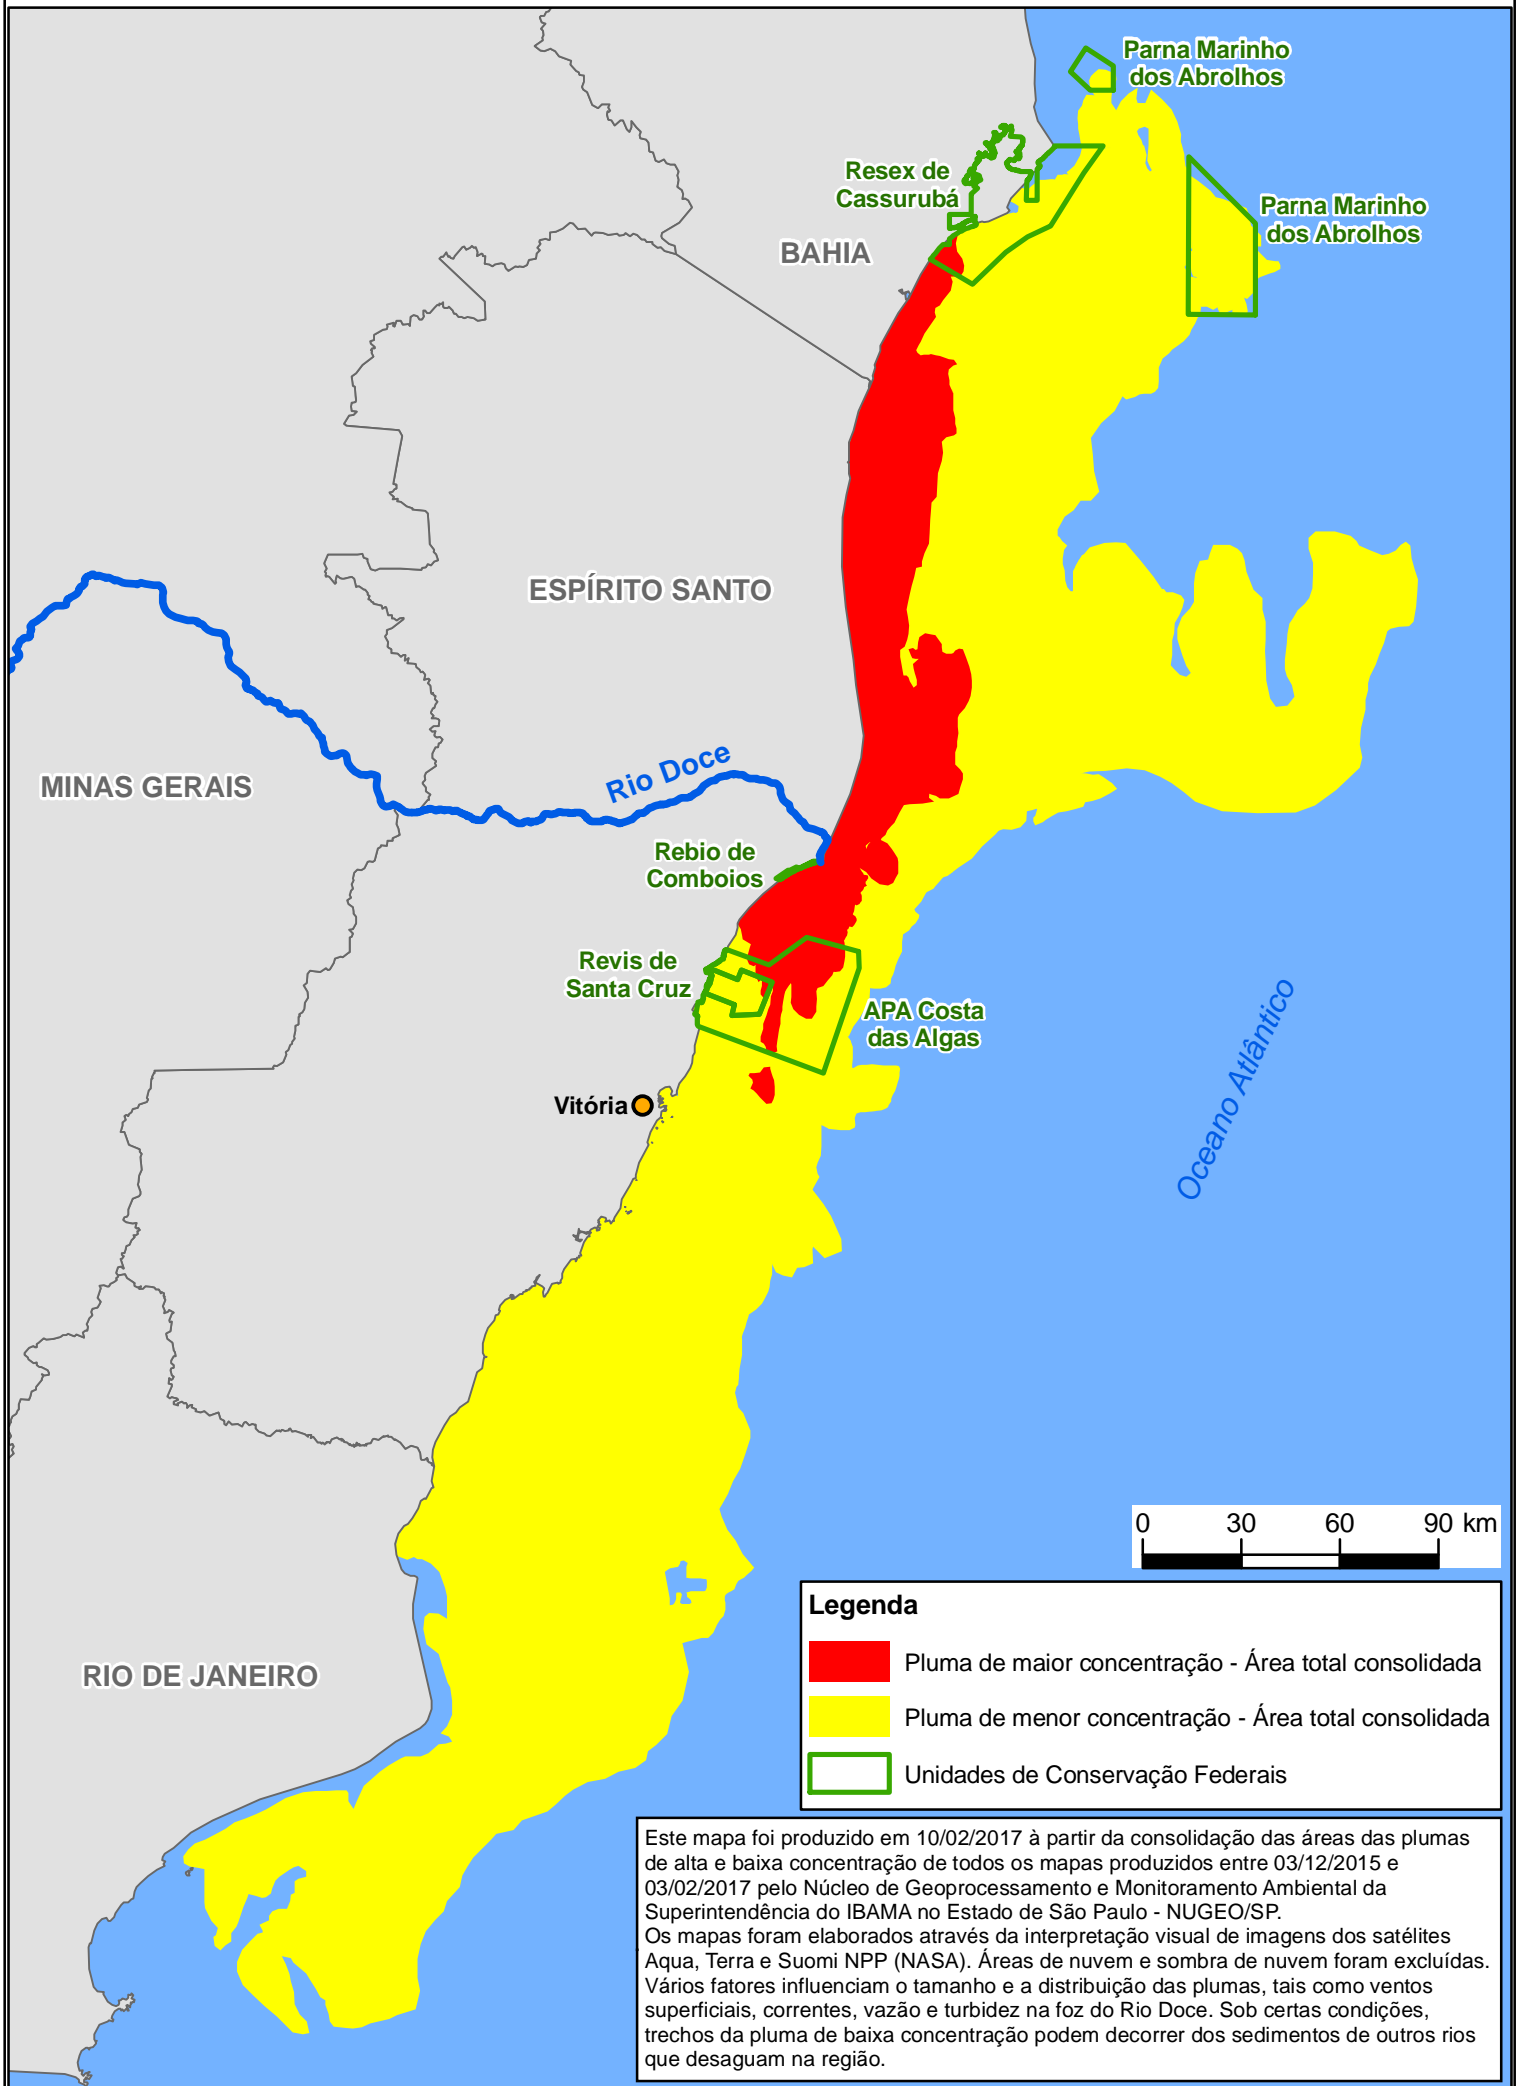 Parna Marinho
dos Abrolhos
Resex de
Cassurubá
Parna Marinho
dos Abrolhos
BAHIA
ESPÍRITO SANTO
MINAS GERAIS
Rio Doce
Rebio de
Comboios
Revis de
Santa Cruz
APA Costa
das Algas
Oceano Atlântico
Vitória
RIO DE JANEIRO
0 30 60 90 km
Legenda
Pluma de maior concentração - Área total consolidada
Pluma de menor concentração - Área total consolidada
Unidades de Conservação Federais
Este mapa foi produzido em 10/02/2017 à partir da consolidação das áreas das plumas
de alta e baixa concentração de todos os mapas produzidos entre 03/12/2015 e
03/02/2017 pelo Núcleo de Geoprocessamento e Monitoramento Ambiental da
Superintendência do IBAMA no Estado de São Paulo - NUGEO/SP.
Os mapas foram elaborados através da interpretação visual de imagens dos satélites
Aqua, Terra e Suomi NPP (NASA). Áreas de nuvem e sombra de nuvem foram excluídas.
Vários fatores influenciam o tamanho e a distribuição das plumas, tais como ventos
superficiais, correntes, vazão e turbidez na foz do Rio Doce. Sob certas condições,
trechos da pluma de baixa concentração podem decorrer dos sedimentos de outros rios
que desaguam na região.